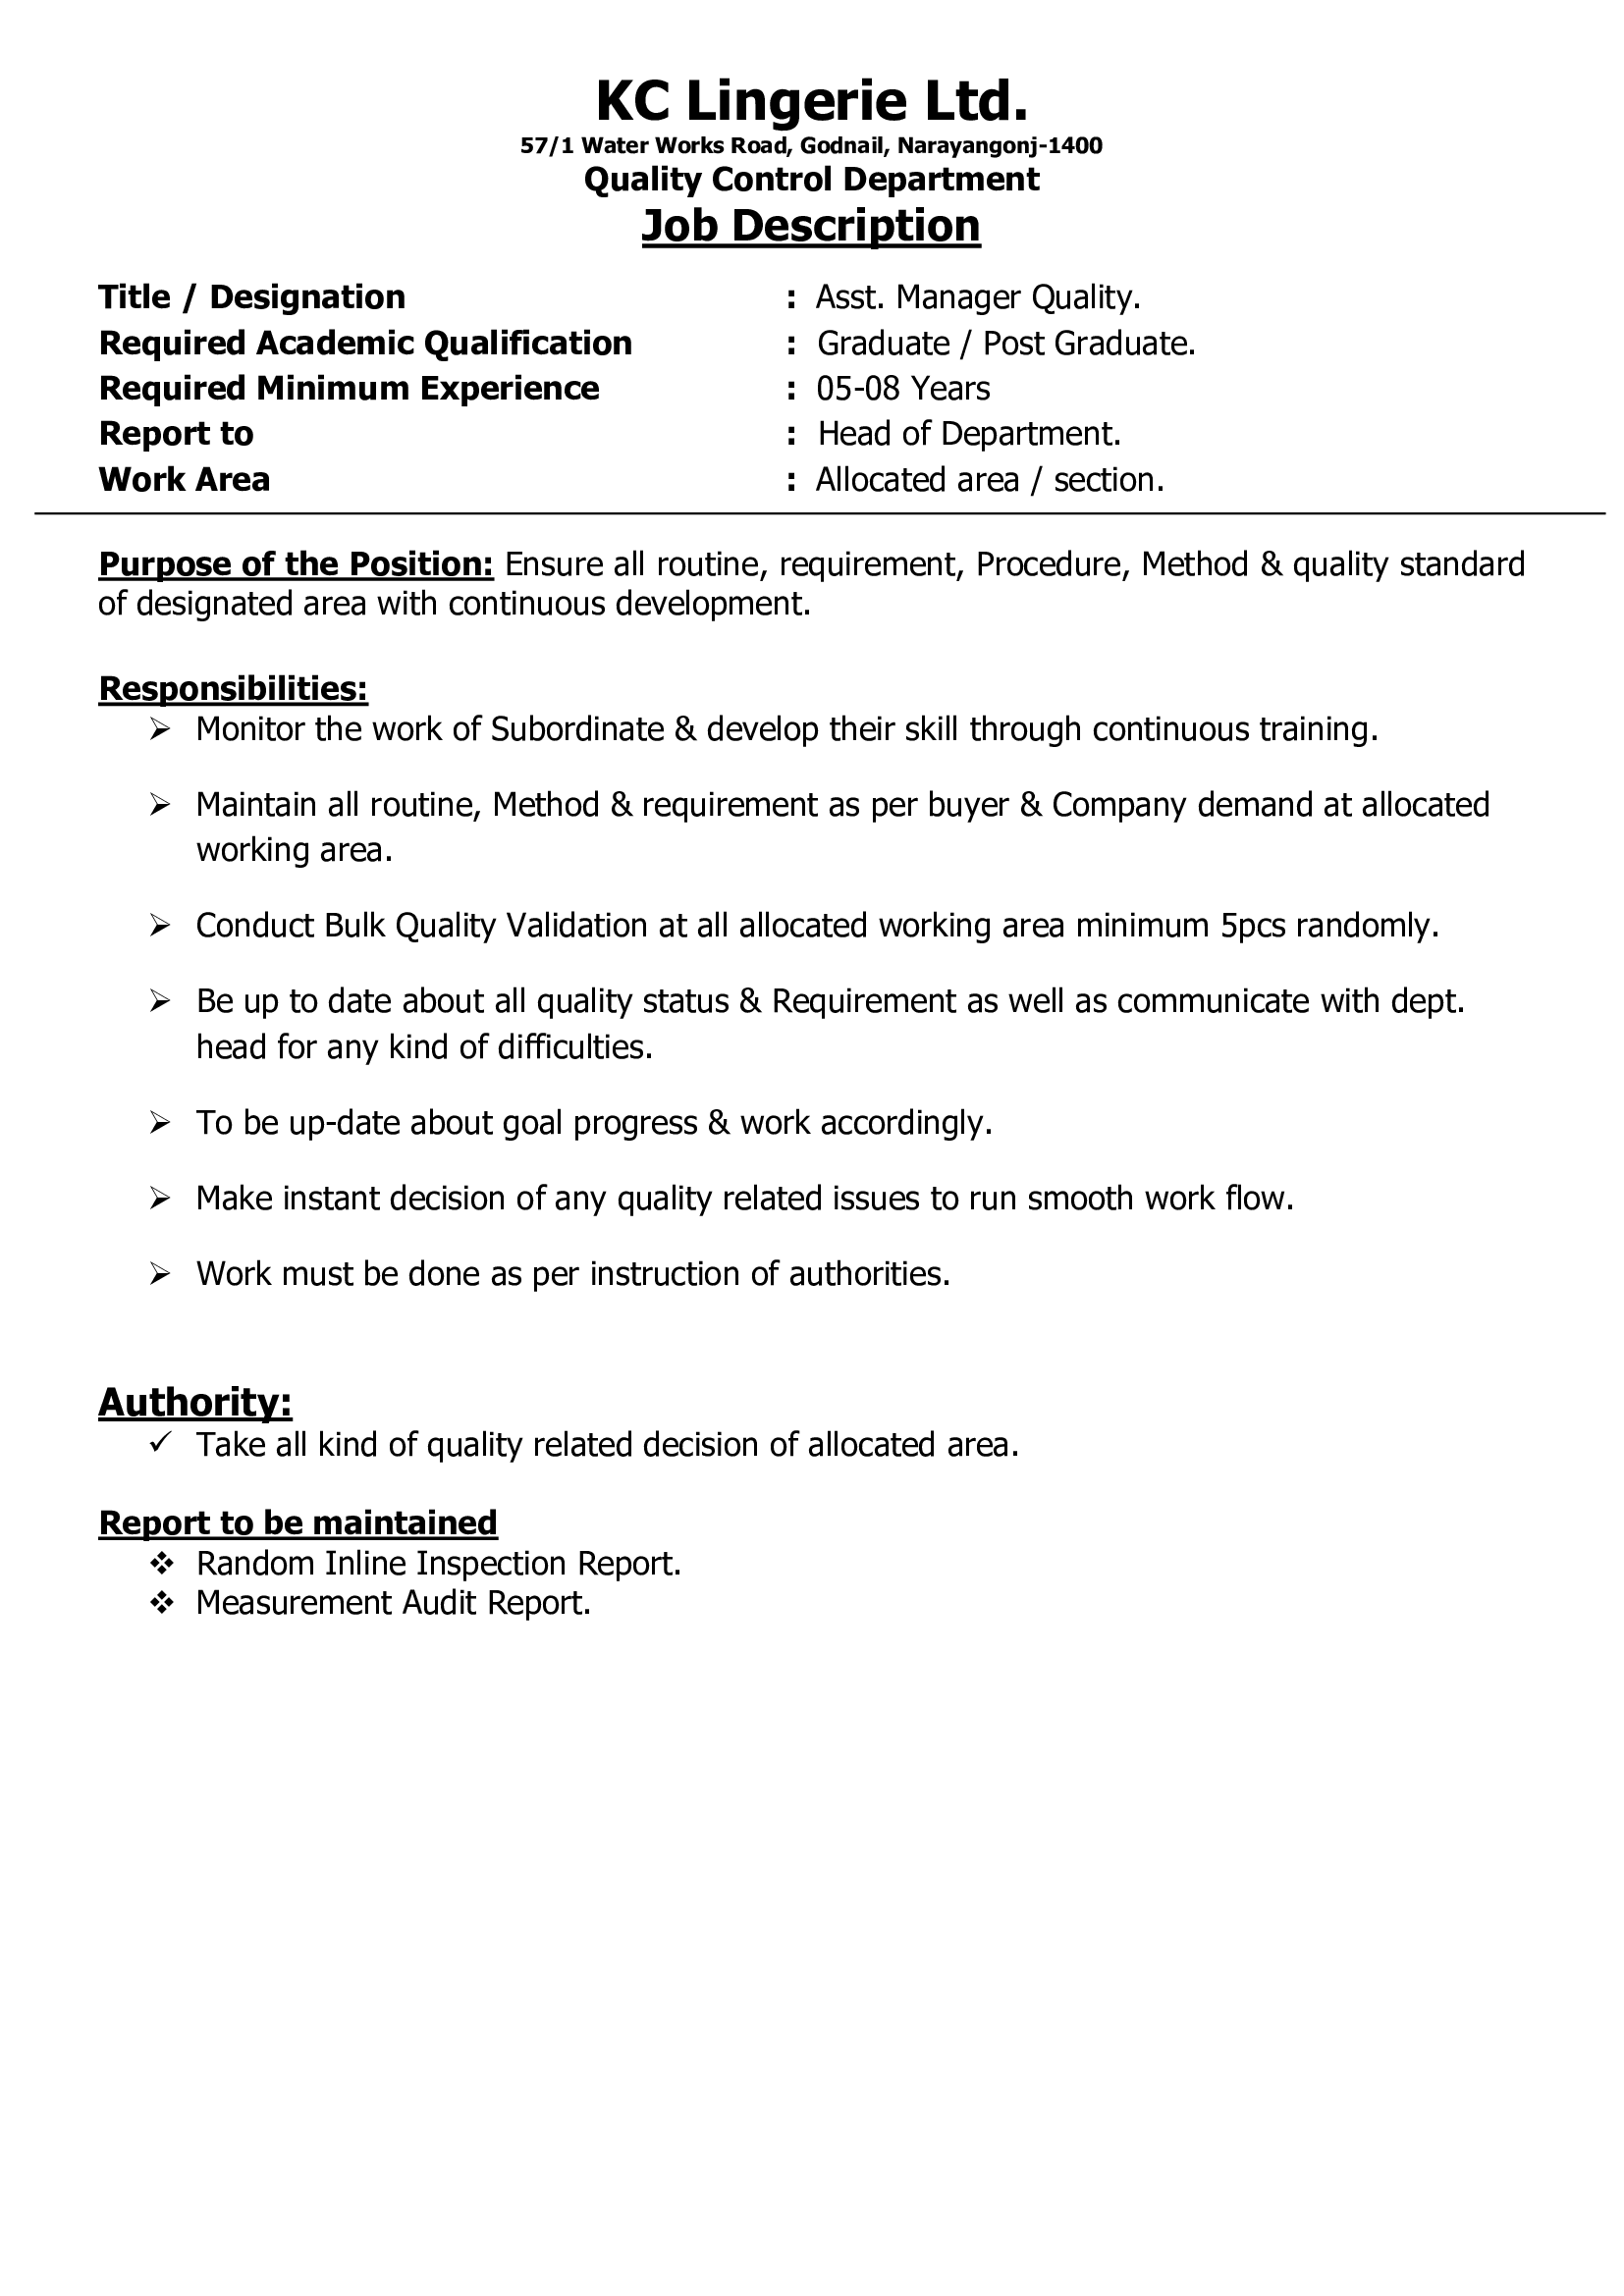 KC Lingerie Ltd.
57/1 Water Works Road, Godnail, Narayangonj-1400
Quality Control Department
Job Description
Title / Designation : Asst. Manager Quality.
Required Academic Qualification : Graduate / Post Graduate.
Required Minimum Experience : 05-08 Years
Report to : Head of Department.
Work Area : Allocated area / section.
Purpose of the Position: Ensure all routine, requirement, Procedure, Method & quality standard
of designated area with continuous development.
Responsibilities:
➢ Monitor the work of Subordinate & develop their skill through continuous training.
➢ Maintain all routine, Method & requirement as per buyer & Company demand at allocated
working area.
➢ Conduct Bulk Quality Validation at all allocated working area minimum 5pcs randomly.
➢ Be up to date about all quality status & Requirement as well as communicate with dept.
head for any kind of difficulties.
➢ To be up-date about goal progress & work accordingly.
➢ Make instant decision of any quality related issues to run smooth work flow.
➢ Work must be done as per instruction of authorities.
Authority:
✓ Take all kind of quality related decision of allocated area.
Report to be maintained
❖ Random Inline Inspection Report.
❖ Measurement Audit Report.